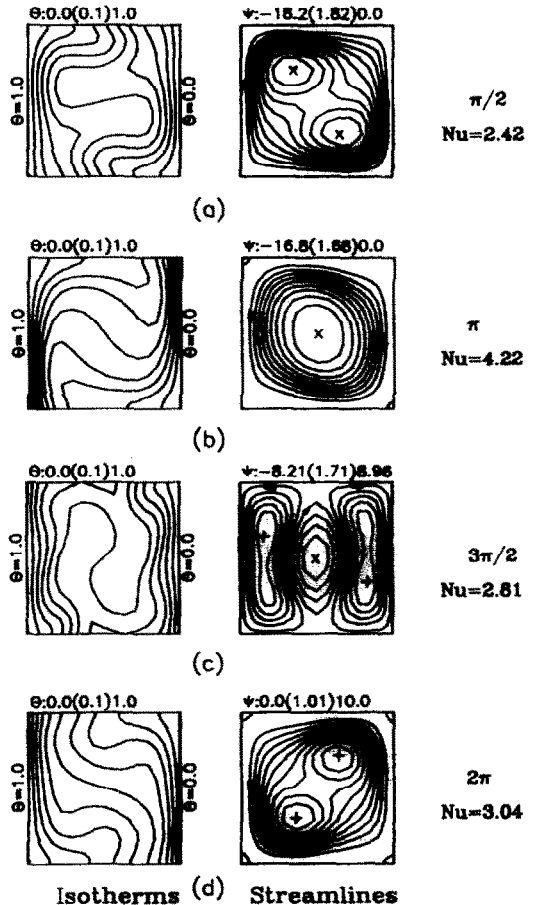 Θ:0.0(0.1)1.0
Ψ:-18.2(1.82)0.0
Θ=1.0
Θ=0.0
π/2
Nu=2.42
(a)
Θ:0.0(0.1)1.0
Ψ:-16.8(1.68)0.0
Θ=1.0
Θ=0.0
π
Nu=4.22
(b)
Θ:0.0(0.1)1.0
Ψ:-8.21(1.71)8.96
Θ=1.0
Θ=0.0
3π/2
Nu=2.81
(c)
Θ:0.0(0.1)1.0
Ψ:0.0(1.01)10.0
Θ=1.0
Θ=0.0
2π
Nu=3.04
Isotherms (d) Streamlines